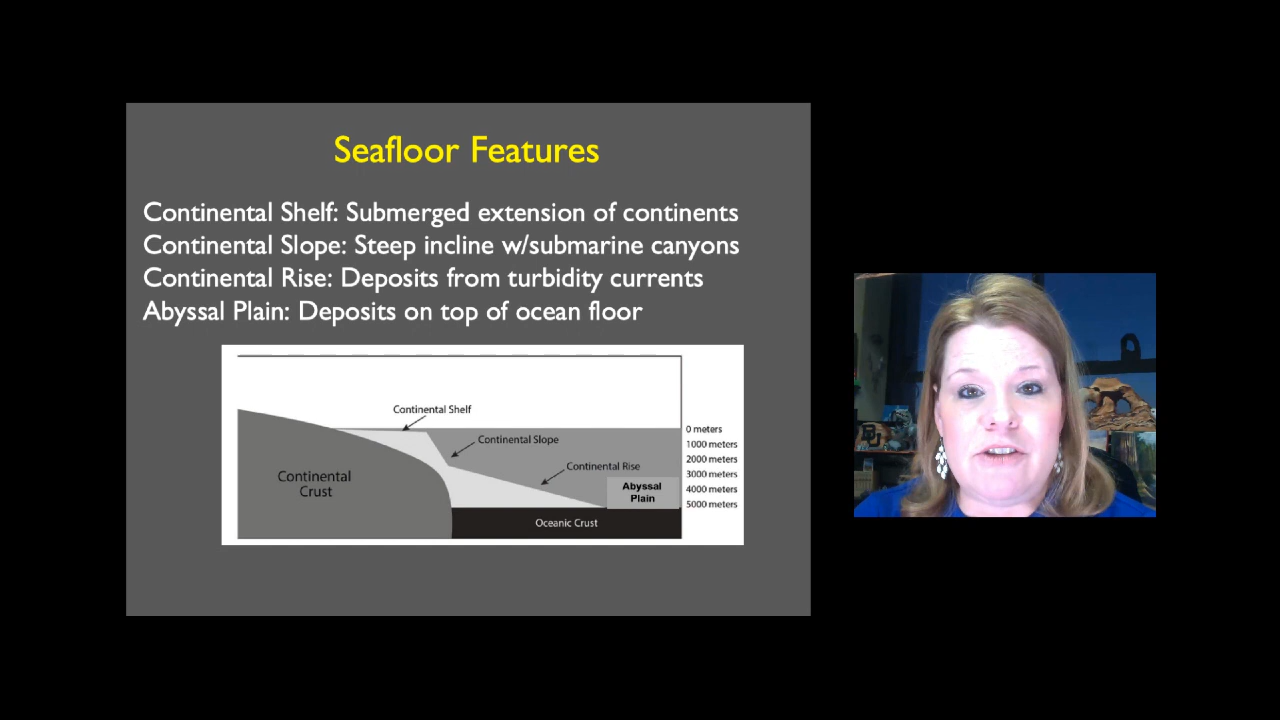 Seafloor Features
Continental Shelf: Submerged extension of continents
Continental Slope: Steep incline w/submarine canyons
Continental Rise: Deposits from turbidity currents
Abyssal Plain: Deposits on top of ocean floor
Continental Shelf
Continental Slope
Continental Rise
Continental
Crust
Abyssal
Plain
Oceanic Crust
0 meters
1000 meters
2000 meters
3000 meters
4000 meters
5000 meters